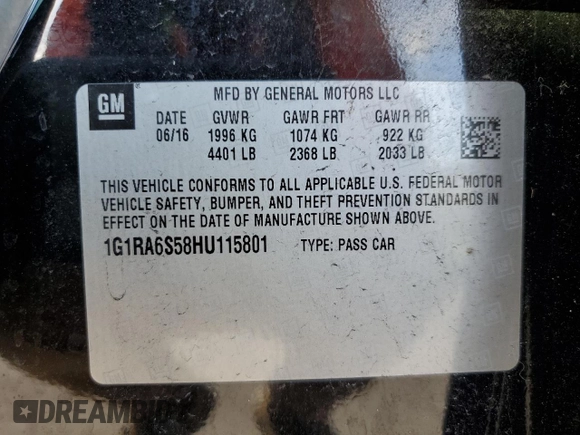 GM
MFD BY GENERAL MOTORS LLC
DATE GVWR GAWR FRT GAWR RR
06/16 1996 KG 1074 KG 922 KG
4401 LB 2368 LB 2033 LB
THIS VEHICLE CONFORMS TO ALL APPLICABLE U.S. FEDERAL MOTOR
VEHICLE SAFETY, BUMPER, AND THEFT PREVENTION STANDARDS IN
EFFECT ON THE DATE OF MANUFACTURE SHOWN ABOVE.
1G1RA6S58HU115801 TYPE: PASS CAR
DREAMBID